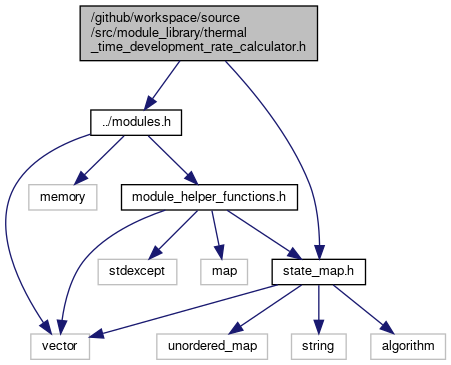 /github/workspace/source
/src/module_library/thermal
_time_development_rate_calculator.h
../modules.h
memory
module_helper_functions.h
stdexcept
map
state_map.h
vector
unordered_map
string
algorithm